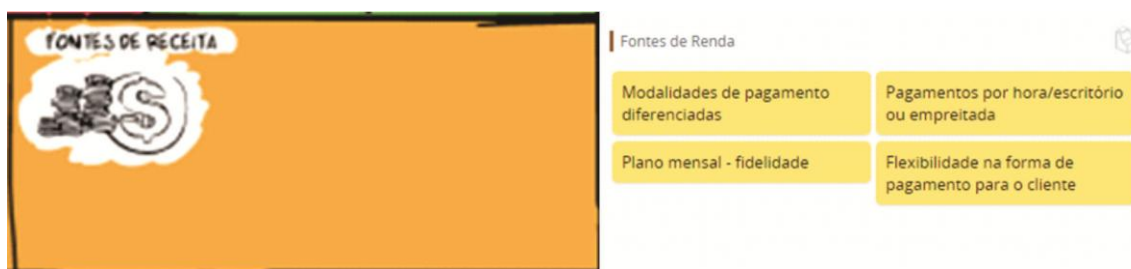 FONTES DE RECEITA
Fontes de Renda
Modalidades de pagamento
diferenciadas
Pagamentos por hora/escritório
ou empreitada
Plano mensal - fidelidade
Flexibilidade na forma de
pagamento para o cliente